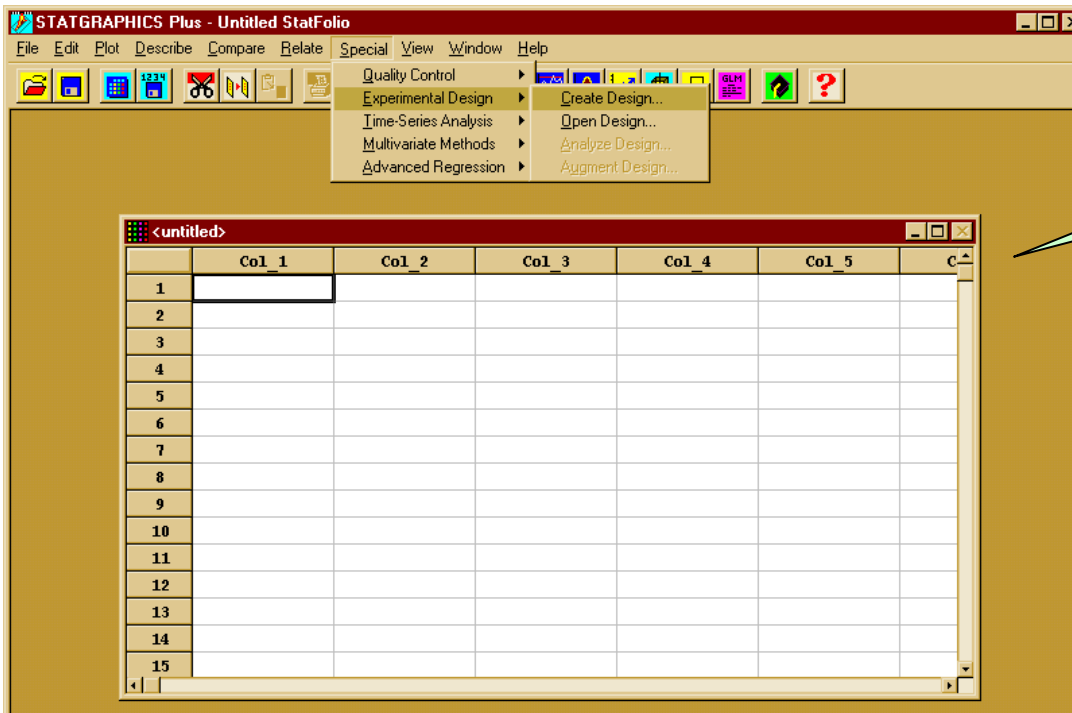 STATGRAPHICS Plus - Untitled StatFolio
File Edit Plot Describe Compare Relate Special View Window Help
1234
GLM
Quality Control
Experimental Design
Time-Series Analysis
Multivariate Methods
Advanced Regression
Create Design...
Open Design...
Analyze Design...
Augment Design...
<untitled>
Col_1 Col_2 Col_3 Col_4 Col_5 C
1
2
3
4
5
6
7
8
9
10
11
12
13
14
15